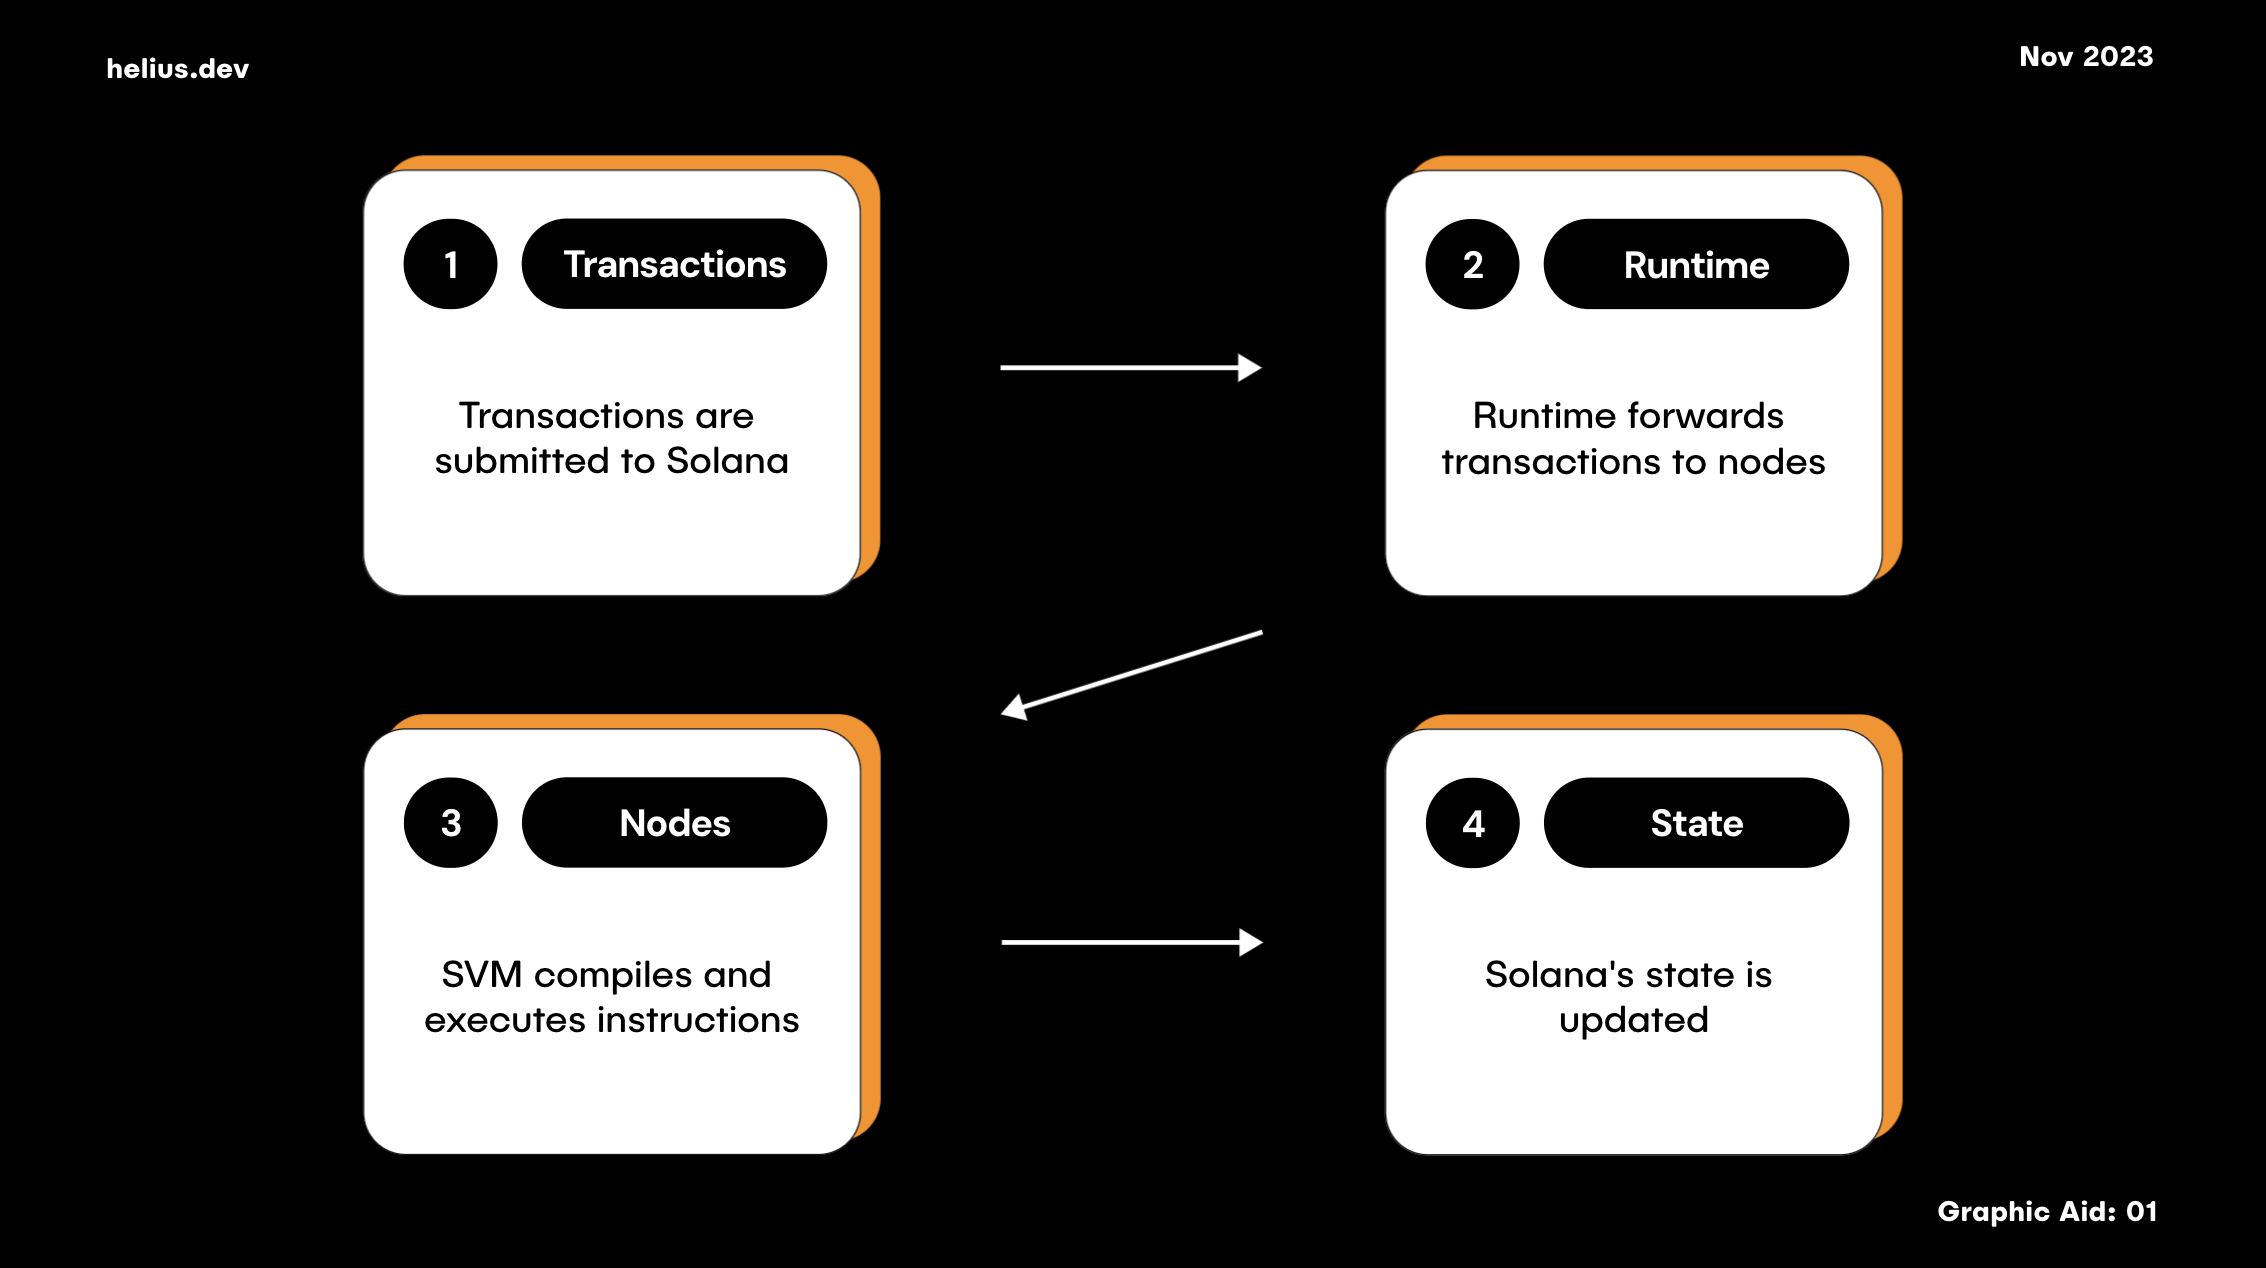 helius.dev
Nov 2023
1
Transactions
Transactions are
submitted to Solana
2
Runtime
Runtime forwards
transactions to nodes
3
Nodes
SVM compiles and
executes instructions
4
State
Solana's state is
updated
Graphic Aid: 01